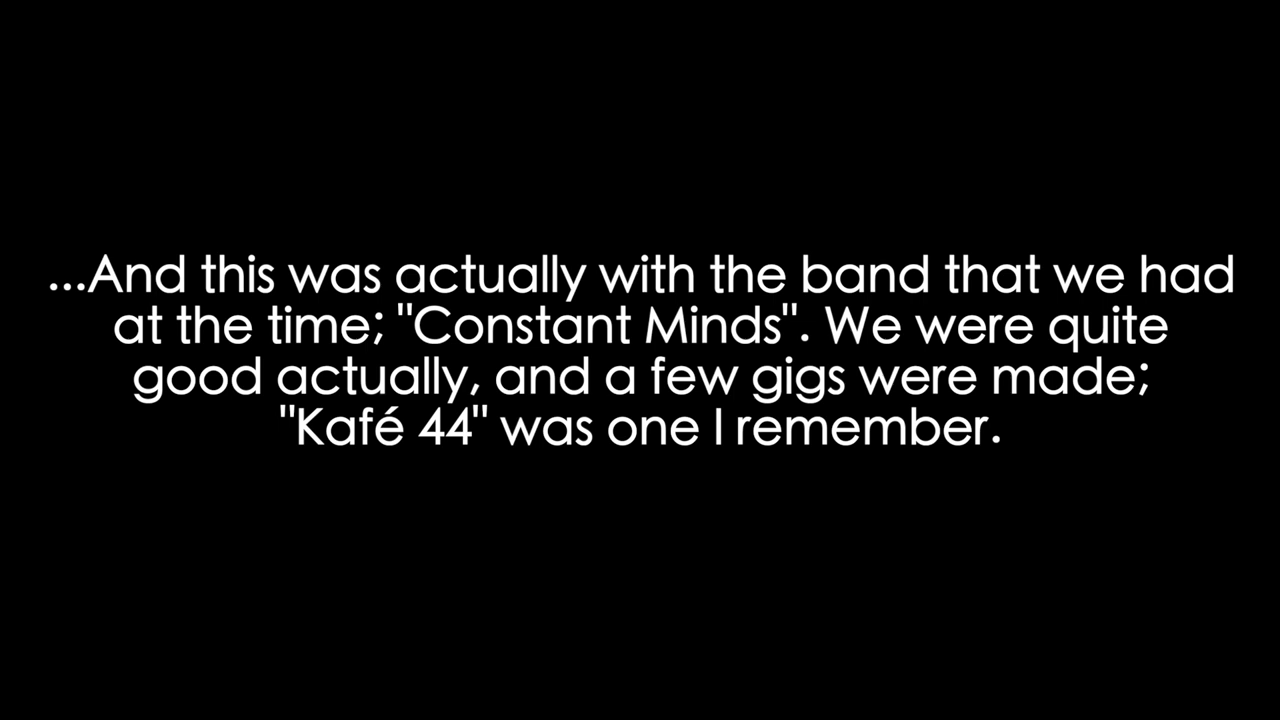 ...And this was actually with the band that we had
at the time; "Constant Minds". We were quite
good actually, and a few gigs were made;
"Kafé 44" was one I remember.